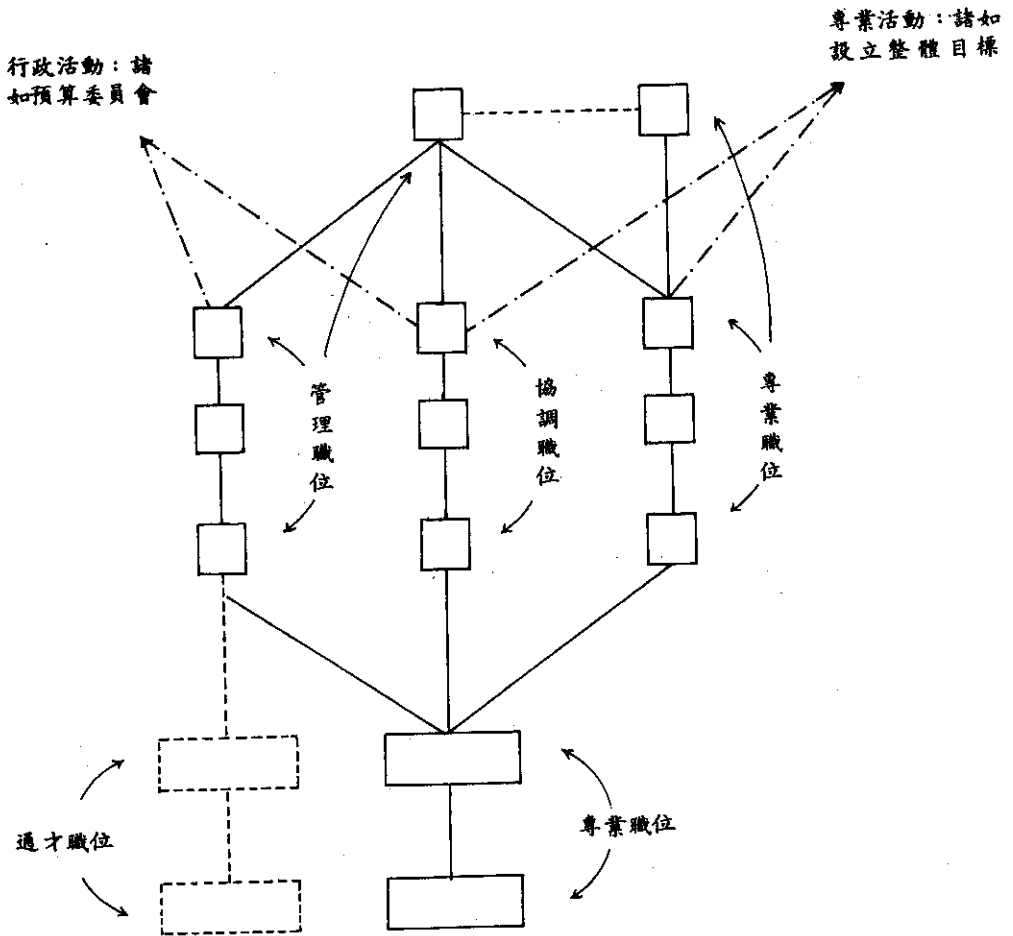 專業活動：諸如
設立整體目標
行政活動：諸
如預算委員會
管理職位
協調職位
專業職位
通才職位
專業職位